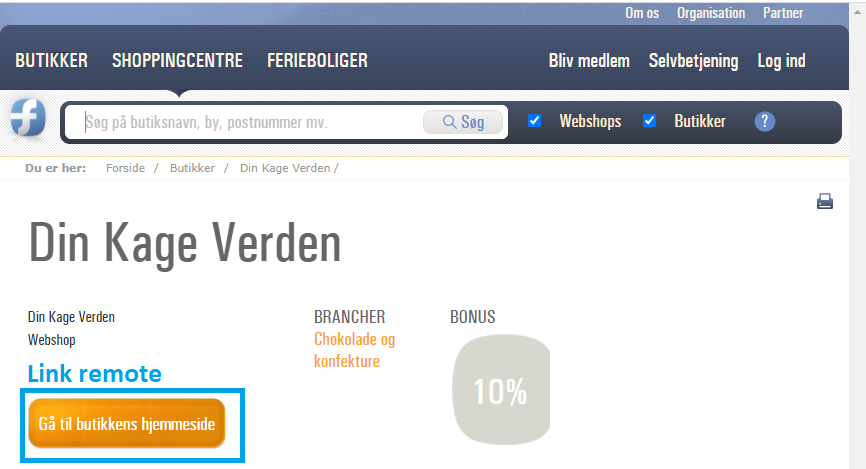 Om os Organisation Partner
BUTIKKER SHOPPINGCENTRE FERIEBOLIGER Bliv medlem Selvbetjening Log ind
f Søg på butiksnavn, by, postnummer mv. Søg Webshops Butikker ?
Du er her: Forside / Butikker / Din Kage Verden /
Din Kage Verden
Din Kage Verden
Webshop
Link remote
Gå til butikkens hjemmeside
BRANCHER
Chokolade og
konfekture
BONUS
10%